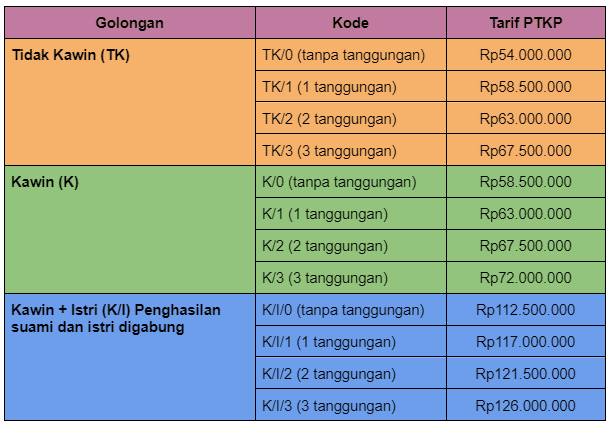 Golongan Kode Tarif PTKP
Tidak Kawin (TK) TK/0 (tanpa tanggungan) Rp54.000.000
TK/1 (1 tanggungan) Rp58.500.000
TK/2 (2 tanggungan) Rp63.000.000
TK/3 (3 tanggungan) Rp67.500.000
Kawin (K) K/0 (tanpa tanggungan) Rp58.500.000
K/1 (1 tanggungan) Rp63.000.000
K/2 (2 tanggungan) Rp67.500.000
K/3 (3 tanggungan) Rp72.000.000
Kawin + Istri (K/I) Penghasilan K/I/0 (tanpa tanggungan) Rp112.500.000
suami dan istri digabung
K/I/1 (1 tanggungan) Rp117.000.000
K/I/2 (2 tanggungan) Rp121.500.000
K/I/3 (3 tanggungan) Rp126.000.000